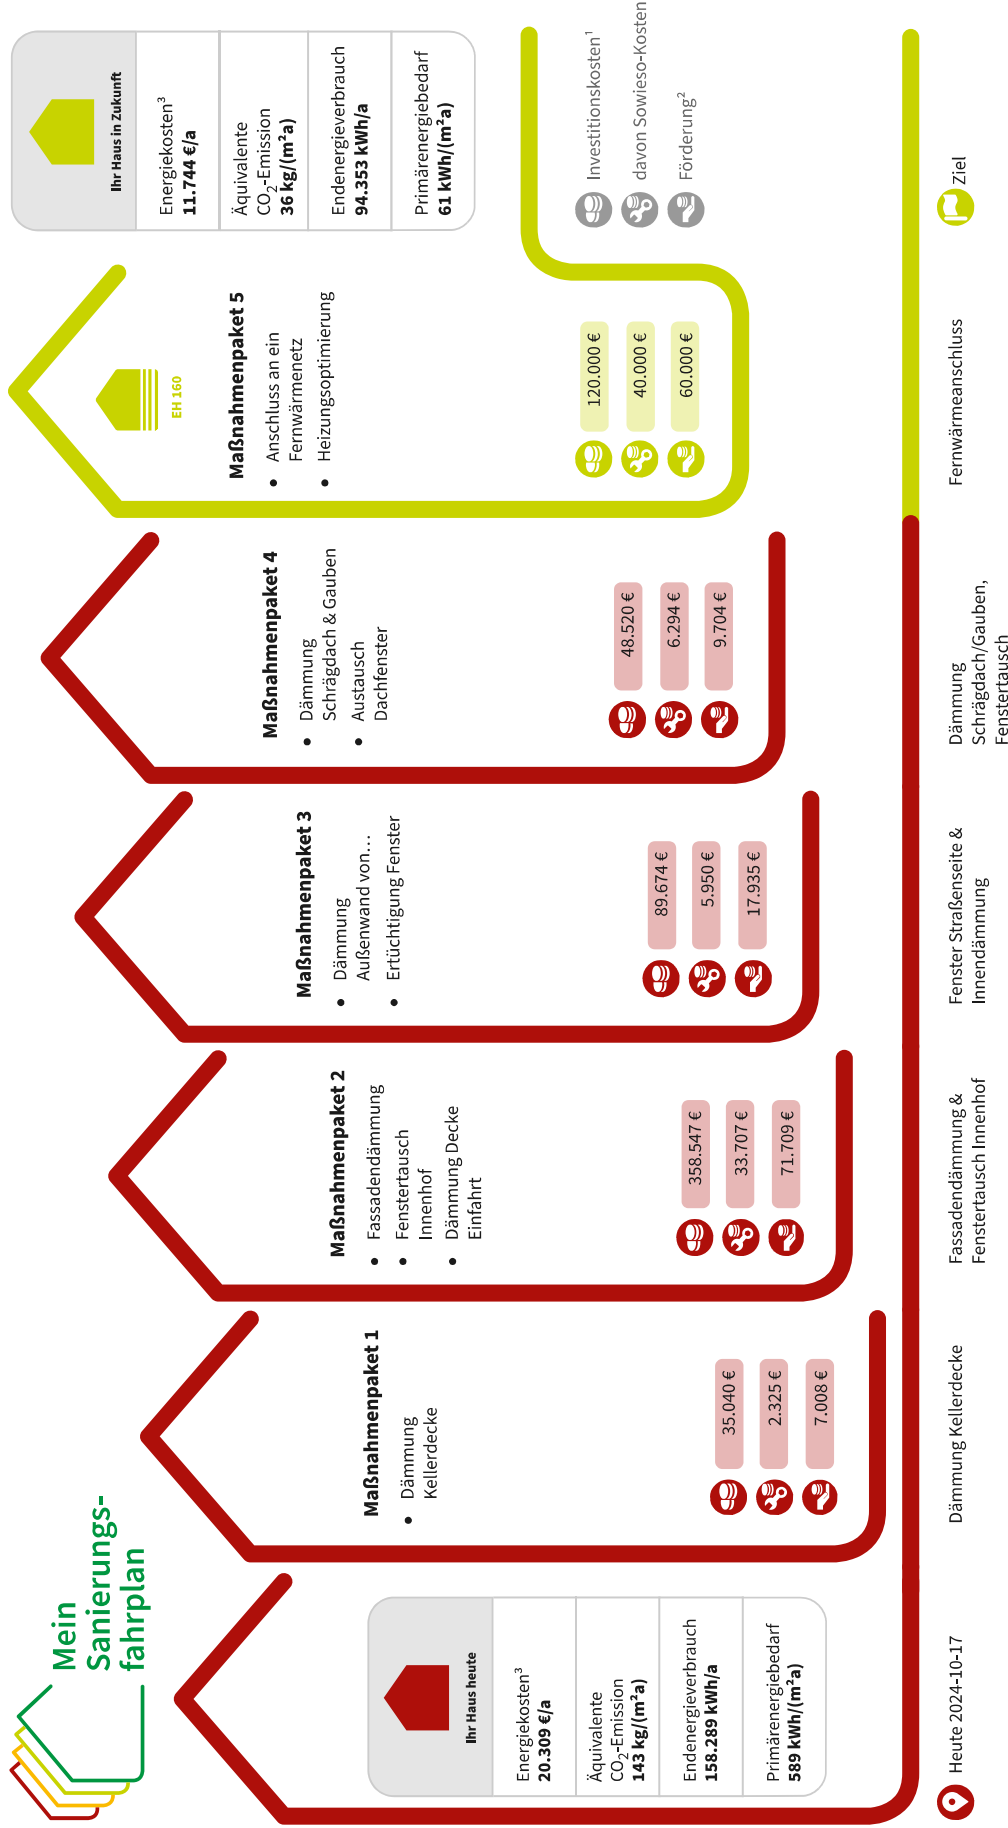 Mein
Sanierungs-
fahrplan
Ihr Haus heute
Energiekosten³
20.309 €/a
Äquivalente
CO₂-Emission
143 kg/(m²a)
Endenergieverbrauch
158.289 kWh/a
Primärenergiebedarf
589 kWh/(m²a)
Maßnahmenpaket 1
• Dämmung
Kellerdecke
35.040 €
2.325 €
7.008 €
Maßnahmenpaket 2
• Fassadendämmung
• Fenstertausch
Innenhof
• Dämmung Decke
Einfahrt
358.547 €
33.707 €
71.709 €
Maßnahmenpaket 3
• Dämmung
Außenwand von...
• Ertüchtigung Fenster
89.674 €
5.950 €
17.935 €
Maßnahmenpaket 4
• Dämmung
Schrägdach & Gauben
• Austausch
Dachfenster
48.520 €
6.294 €
9.704 €
EH 160
Maßnahmenpaket 5
• Anschluss an ein
Fernwärmenetz
• Heizungsoptimierung
120.000 €
40.000 €
60.000 €
Ihr Haus in Zukunft
Energiekosten³
11.744 €/a
Äquivalente
CO₂-Emission
36 kg/(m²a)
Endenergieverbrauch
94.353 kWh/a
Primärenergiebedarf
61 kWh/(m²a)
Investitionskosten¹
davon Sowieso-Kosten
Förderung²
Heute 2024-10-17
Dämmung Kellerdecke
Fassadendämmung &
Fenstertausch Innenhof
Fenster Straßenseite &
Innendämmung
Dämmung
Schrägdach/Gauben,
Fenstertausch
Fernwärmeanschluss
Ziel